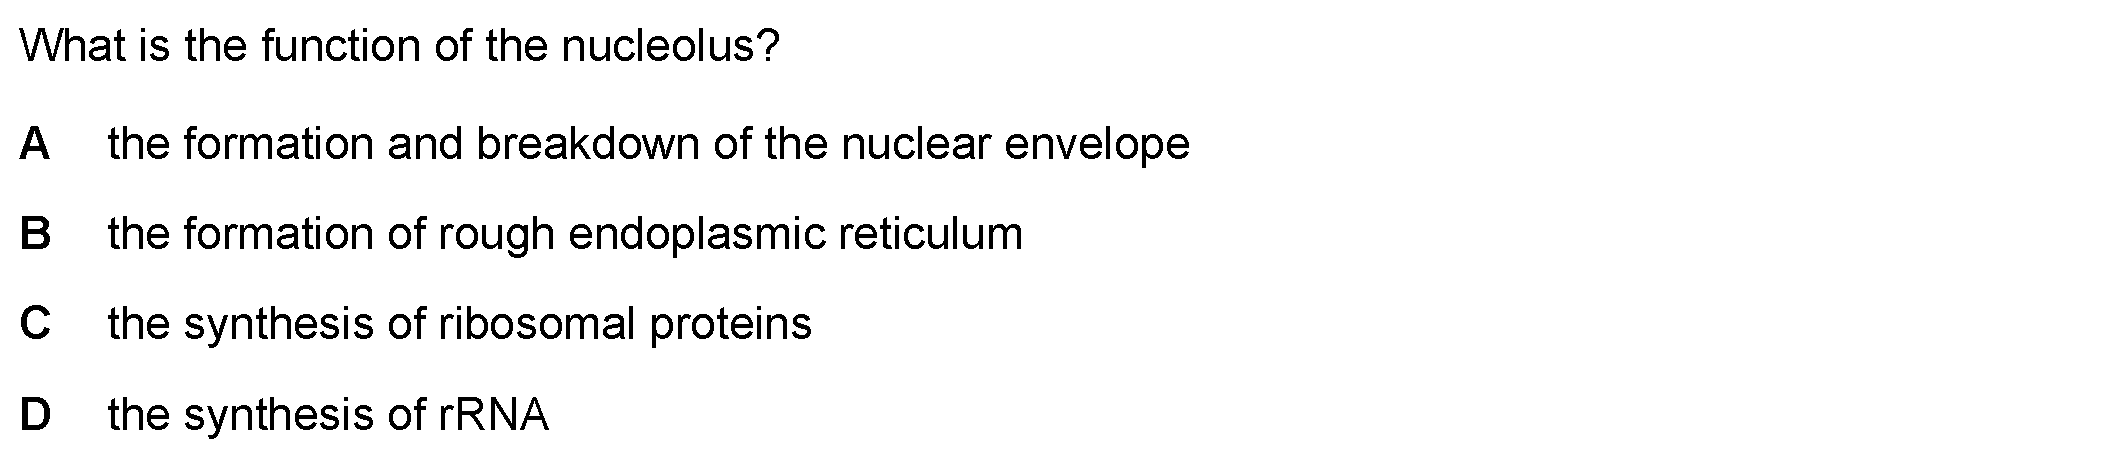 What is the function of the nucleolus?
A the formation and breakdown of the nuclear envelope
B the formation of rough endoplasmic reticulum
C the synthesis of ribosomal proteins
D the synthesis of rRNA